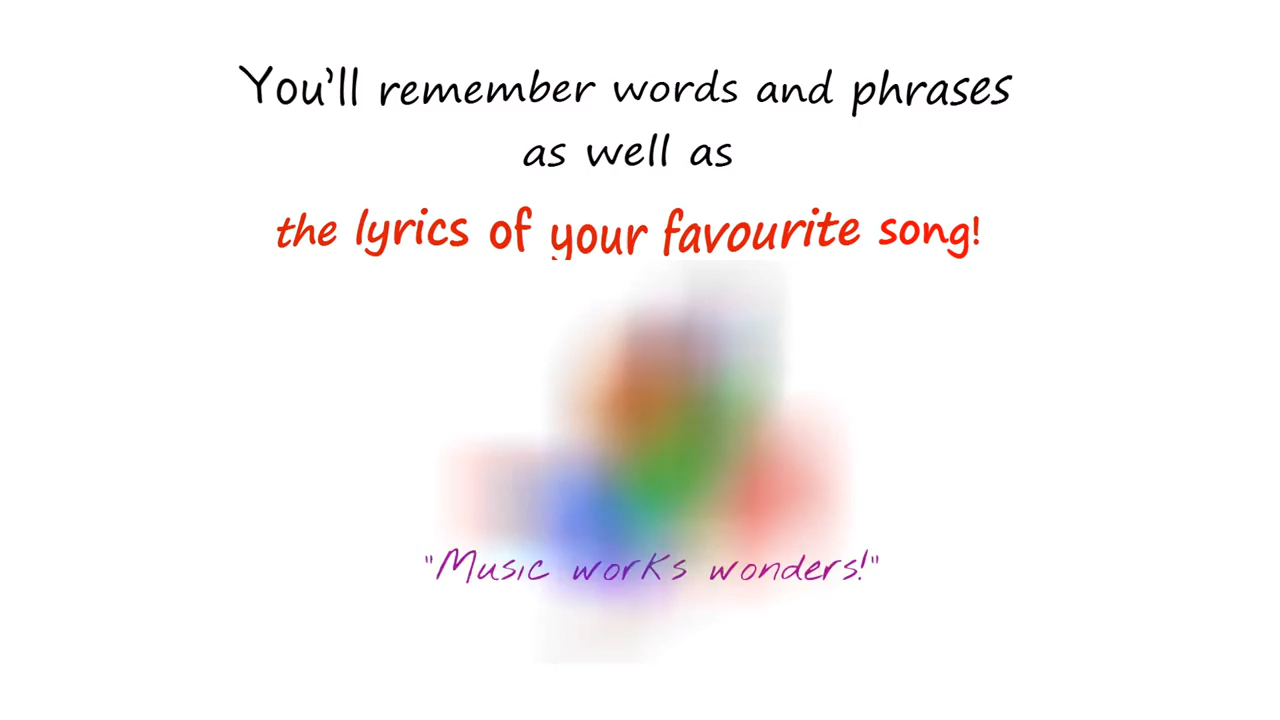 You'll remember words and phrases
as well as
the lyrics of your favourite song!
"Music works wonders!"